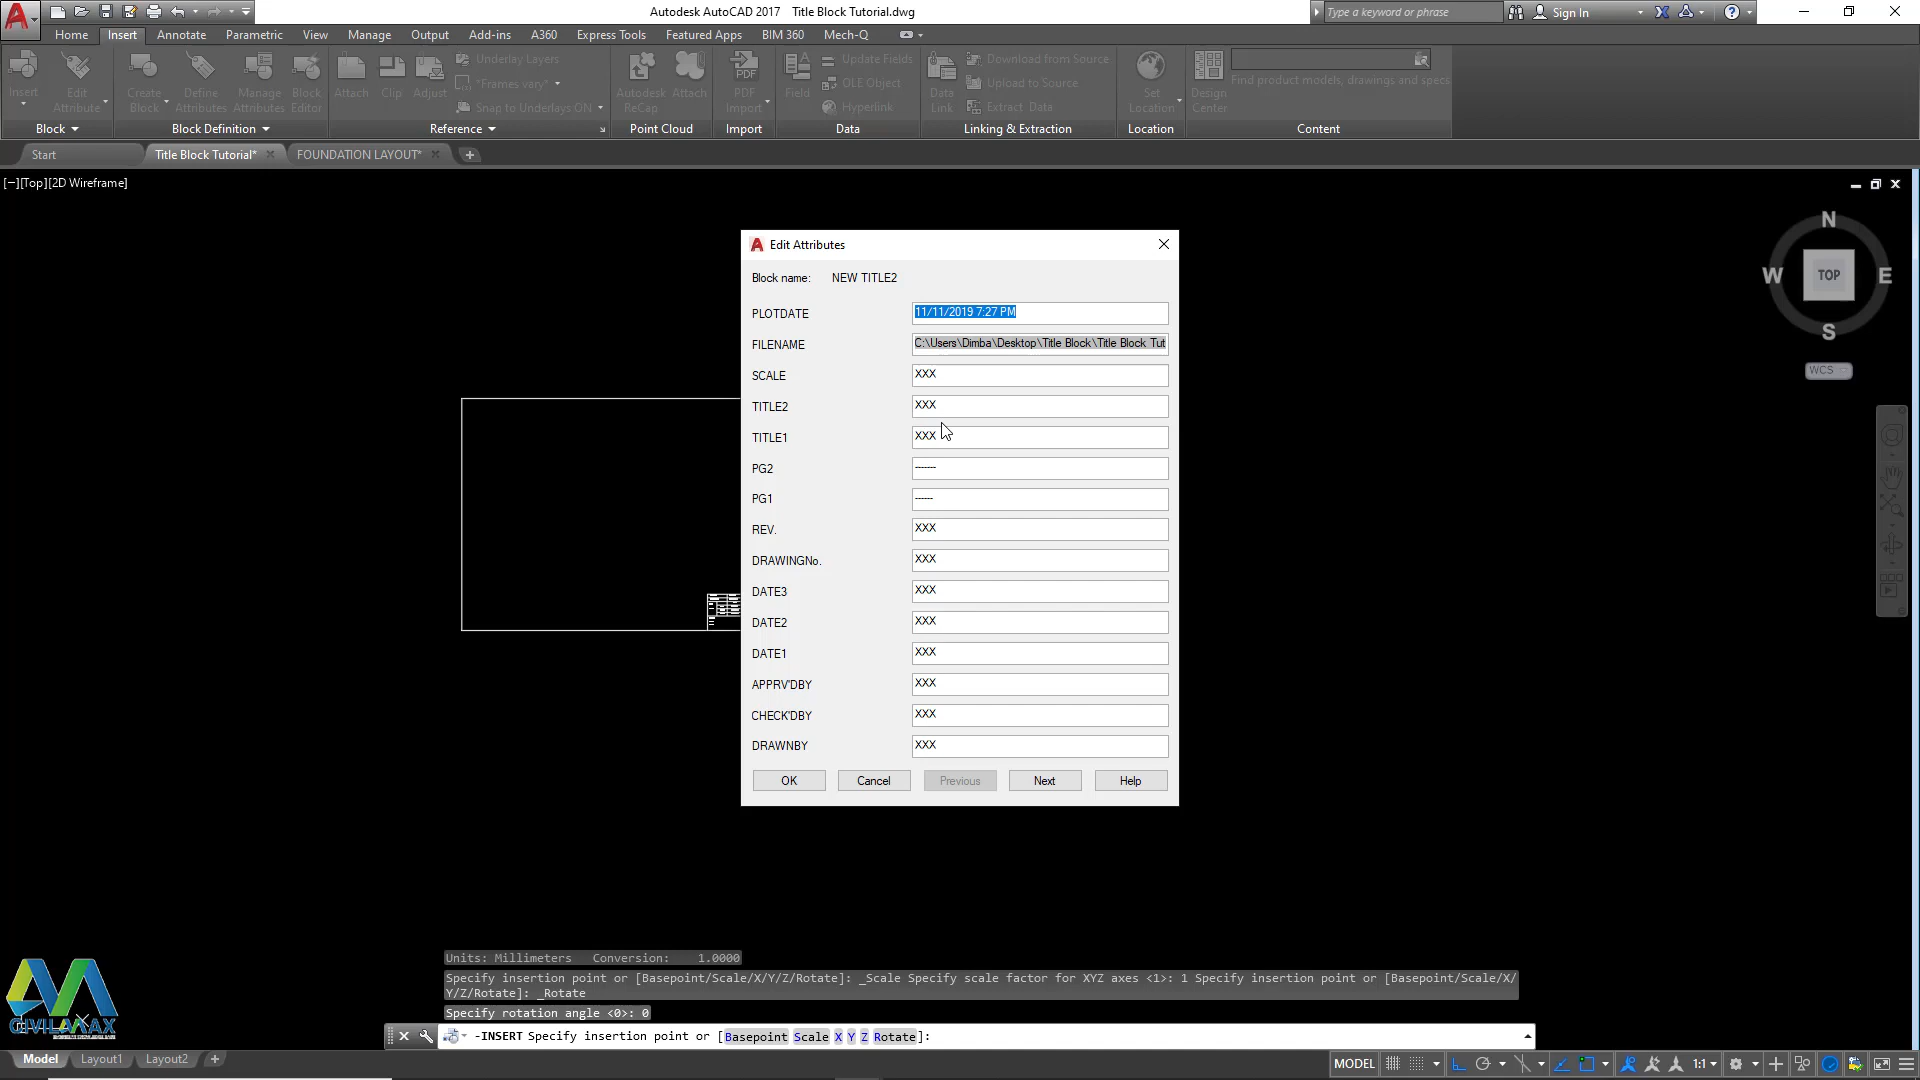 Autodesk AutoCAD 2017   Title Block Tutorial.dwg
Type a keyword or phrase
Sign In
Home Insert Annotate Parametric View Manage Output Add-ins A360 Express Tools Featured Apps BIM 360 Mech-Q
Insert
Edit Attribute
Create Block
Define Attributes
Manage Attributes
Block Editor
Attach
Clip
Adjust
Underlay Layers
*Frames vary*
Snap to Underlays ON
Autodesk ReCap
Attach
PDF Import
Field
Update Fields
OLE Object
Hyperlink
Data Link
Download from Source
Upload to Source
Extract Data
Set Location
Design Center
Find product models, drawings and specs
Block Block Definition Reference Point Cloud Import Data Linking & Extraction Location Content
Start Title Block Tutorial* FOUNDATION LAYOUT*
[−][Top][2D Wireframe]
N
W TOP E
S
WCS
Edit Attributes
Block name: NEW TITLE2
PLOTDATE 11/11/2019 7:27 PM
FILENAME C:\Users\Dimba\Desktop\Title Block\Title Block Tut
SCALE XXX
TITLE2 XXX
TITLE1 XXX
PG2 -------
PG1 ------
REV. XXX
DRAWINGNo. XXX
DATE3 XXX
DATE2 XXX
DATE1 XXX
APPRV'DBY XXX
CHECK'DBY XXX
DRAWNBY XXX
OK Cancel Previous Next Help
Units: Millimeters   Conversion:    1.0000
Specify insertion point or [Basepoint/Scale/X/Y/Z/Rotate]: _Scale Specify scale factor for XYZ axes <1>: 1 Specify insertion point or [Basepoint/Scale/X/
Y/Z/Rotate]: _Rotate
Specify rotation angle <0>: 0
-INSERT Specify insertion point or [Basepoint Scale X Y Z Rotate]:
CIVILMAX
Model Layout1 Layout2
MODEL 1:1